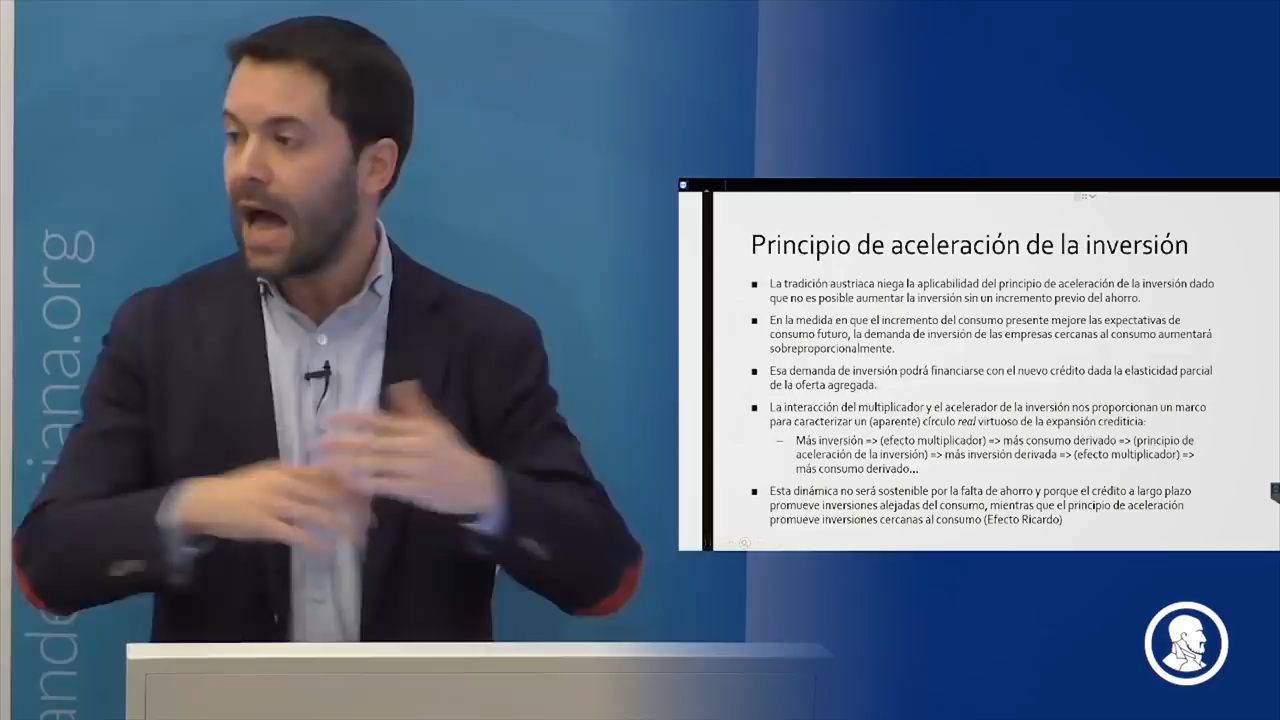 Principio de aceleración de la inversión
La tradición austriaca niega la aplicabilidad del principio de aceleración de la inversión dado
que no es posible aumentar la inversión sin un incremento previo del ahorro.
En la medida en que el incremento del consumo presente mejore las expectativas de
consumo futuro, la demanda de inversión de las empresas cercanas al consumo aumentará
sobreproporcionalmente.
Esa demanda de inversión podrá financiarse con el nuevo crédito dada la elasticidad parcial
de la oferta agregada.
La interacción del multiplicador y el acelerador de la inversión nos proporcionan un marco
para caracterizar un (aparente) círculo real virtuoso de la expansión crediticia:
– Más inversión => (efecto multiplicador) => más consumo derivado => (principio de
aceleración de la inversión) => más inversión derivada => (efecto multiplicador) =>
más consumo derivado...
Esta dinámica no será sostenible por la falta de ahorro y porque el crédito a largo plazo
promueve inversiones alejadas del consumo, mientras que el principio de aceleración
promueve inversiones cercanas al consumo (Efecto Ricardo)
iana.org